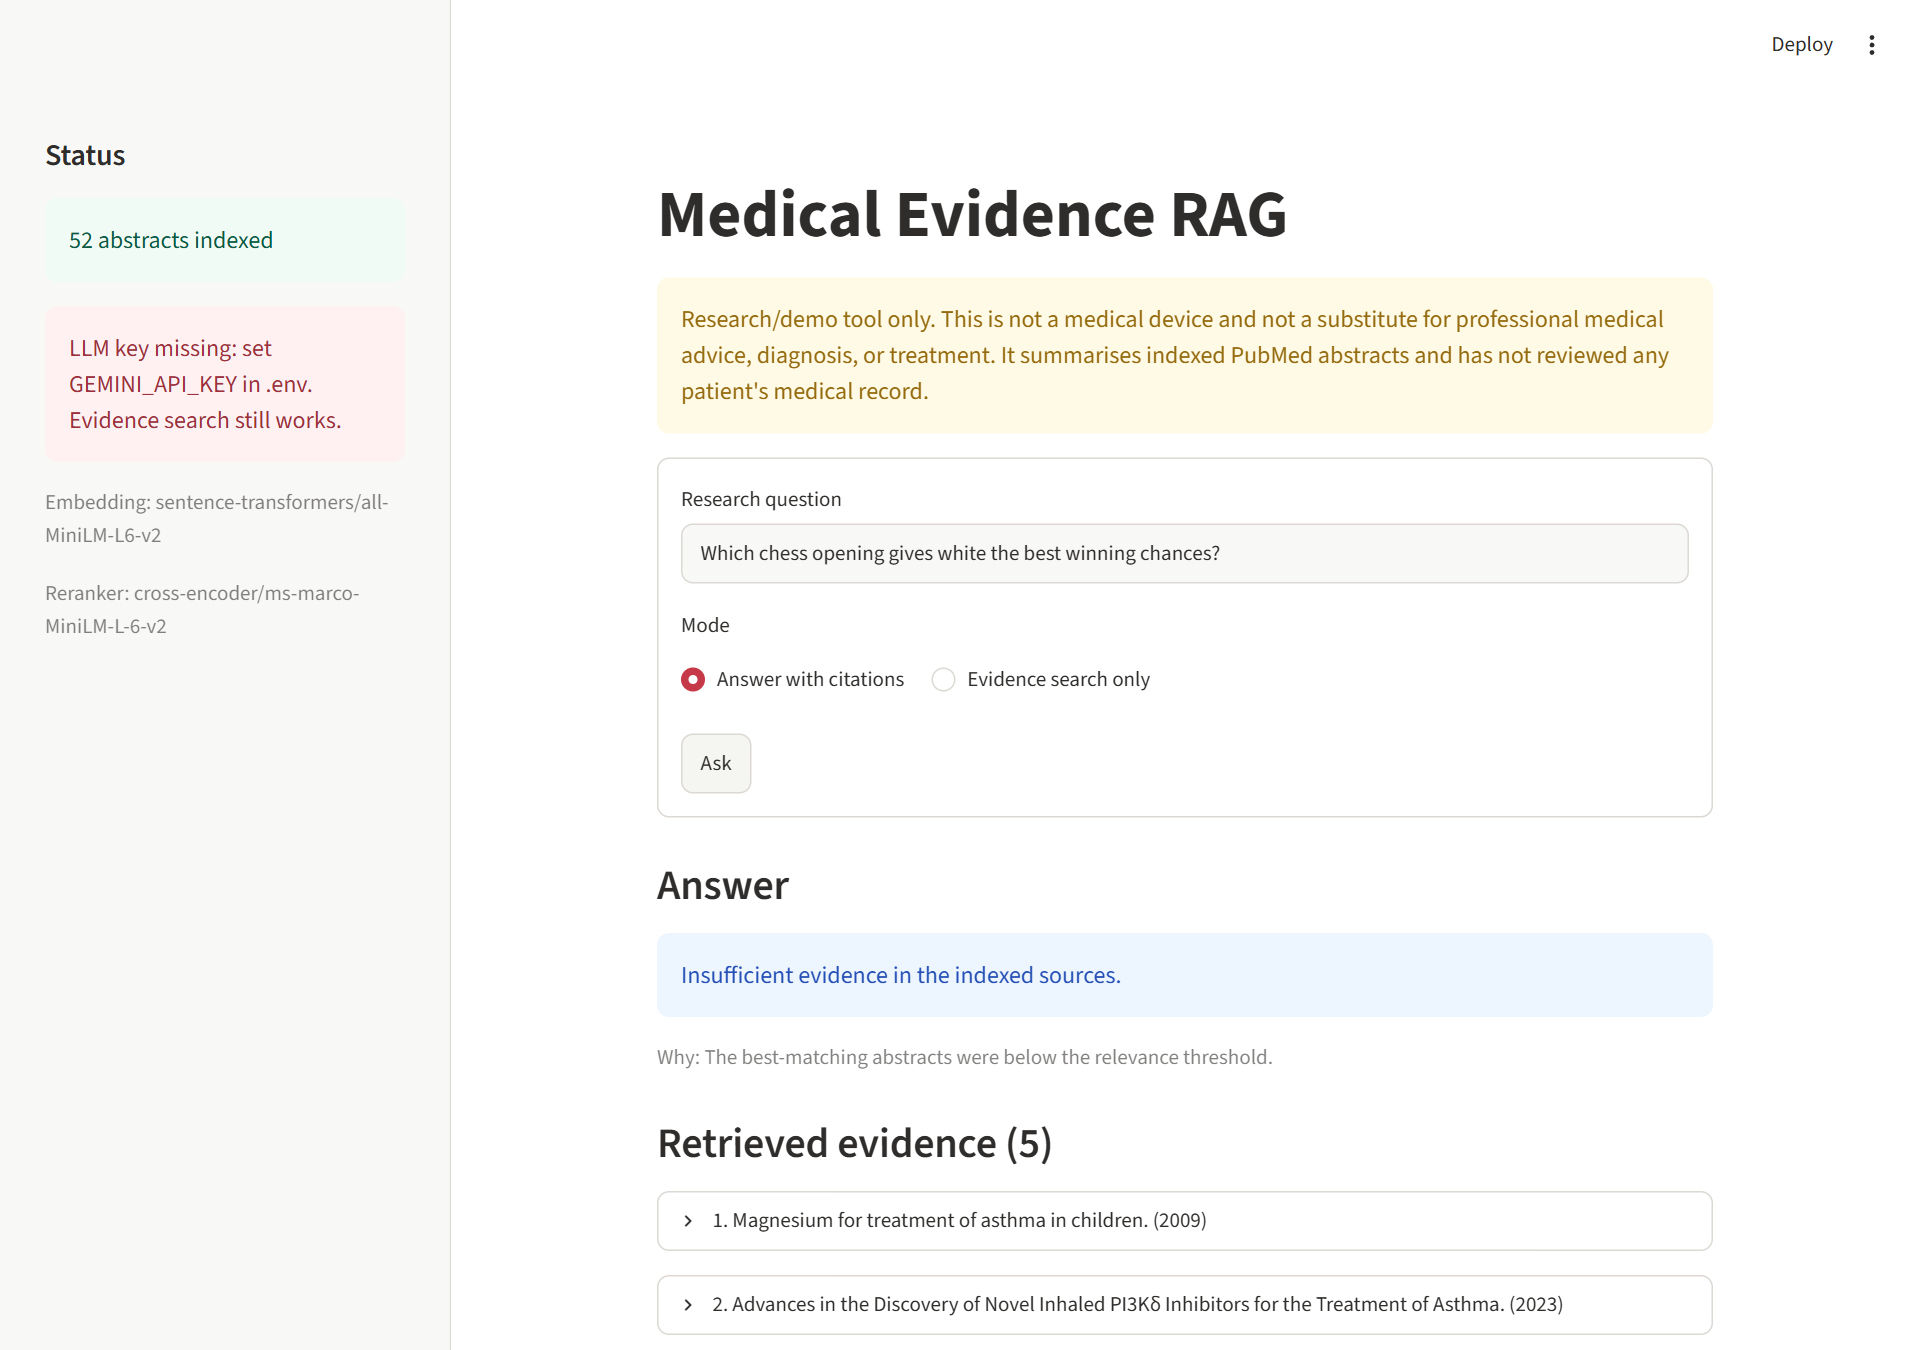 Deploy
Status
52 abstracts indexed
LLM key missing: set
GEMINI_API_KEY in .env.
Evidence search still works.
Embedding: sentence-transformers/all-
MiniLM-L6-v2
Reranker: cross-encoder/ms-marco-
MiniLM-L-6-v2
Medical Evidence RAG
Research/demo tool only. This is not a medical device and not a substitute for professional medical
advice, diagnosis, or treatment. It summarises indexed PubMed abstracts and has not reviewed any
patient's medical record.
Research question
Which chess opening gives white the best winning chances?
Mode
Answer with citations
Evidence search only
Ask
Answer
Insufficient evidence in the indexed sources.
Why: The best-matching abstracts were below the relevance threshold.
Retrieved evidence (5)
1. Magnesium for treatment of asthma in children. (2009)
2. Advances in the Discovery of Novel Inhaled PI3Kδ Inhibitors for the Treatment of Asthma. (2023)